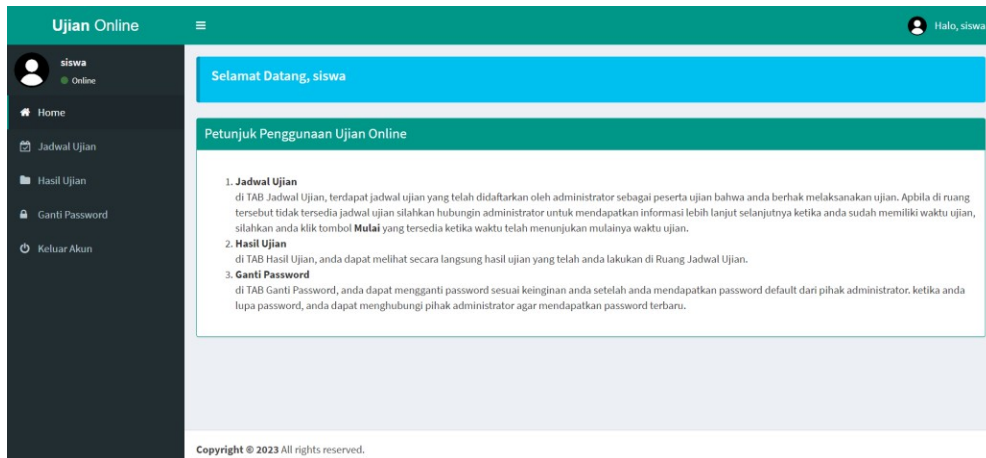 Ujian Online
Halo, siswa
siswa
Online
Home
Jadwal Ujian
Hasil Ujian
Ganti Password
Keluar Akun
Selamat Datang, siswa
Petunjuk Penggunaan Ujian Online
1. Jadwal Ujian
di TAB Jadwal Ujian, terdapat jadwal ujian yang telah didaftarkan oleh administrator sebagai peserta ujian bahwa anda berhak melaksanakan ujian. Apbila di ruang
tersebut tidak tersedia jadwal ujian silahkan hubungin administrator untuk mendapatkan informasi lebih lanjut selanjutnya ketika anda sudah memiliki waktu ujian,
silahkan anda klik tombol Mulai yang tersedia ketika waktu telah menunjukan mulainya waktu ujian.
2. Hasil Ujian
di TAB Hasil Ujian, anda dapat melihat secara langsung hasil ujian yang telah anda lakukan di Ruang Jadwal Ujian.
3. Ganti Password
di TAB Ganti Password, anda dapat mengganti password sesuai keinginan anda setelah anda mendapatkan password default dari pihak administrator. ketika anda
lupa password, anda dapat menghubungi pihak administrator agar mendapatkan password terbaru.
Copyright © 2023 All rights reserved.